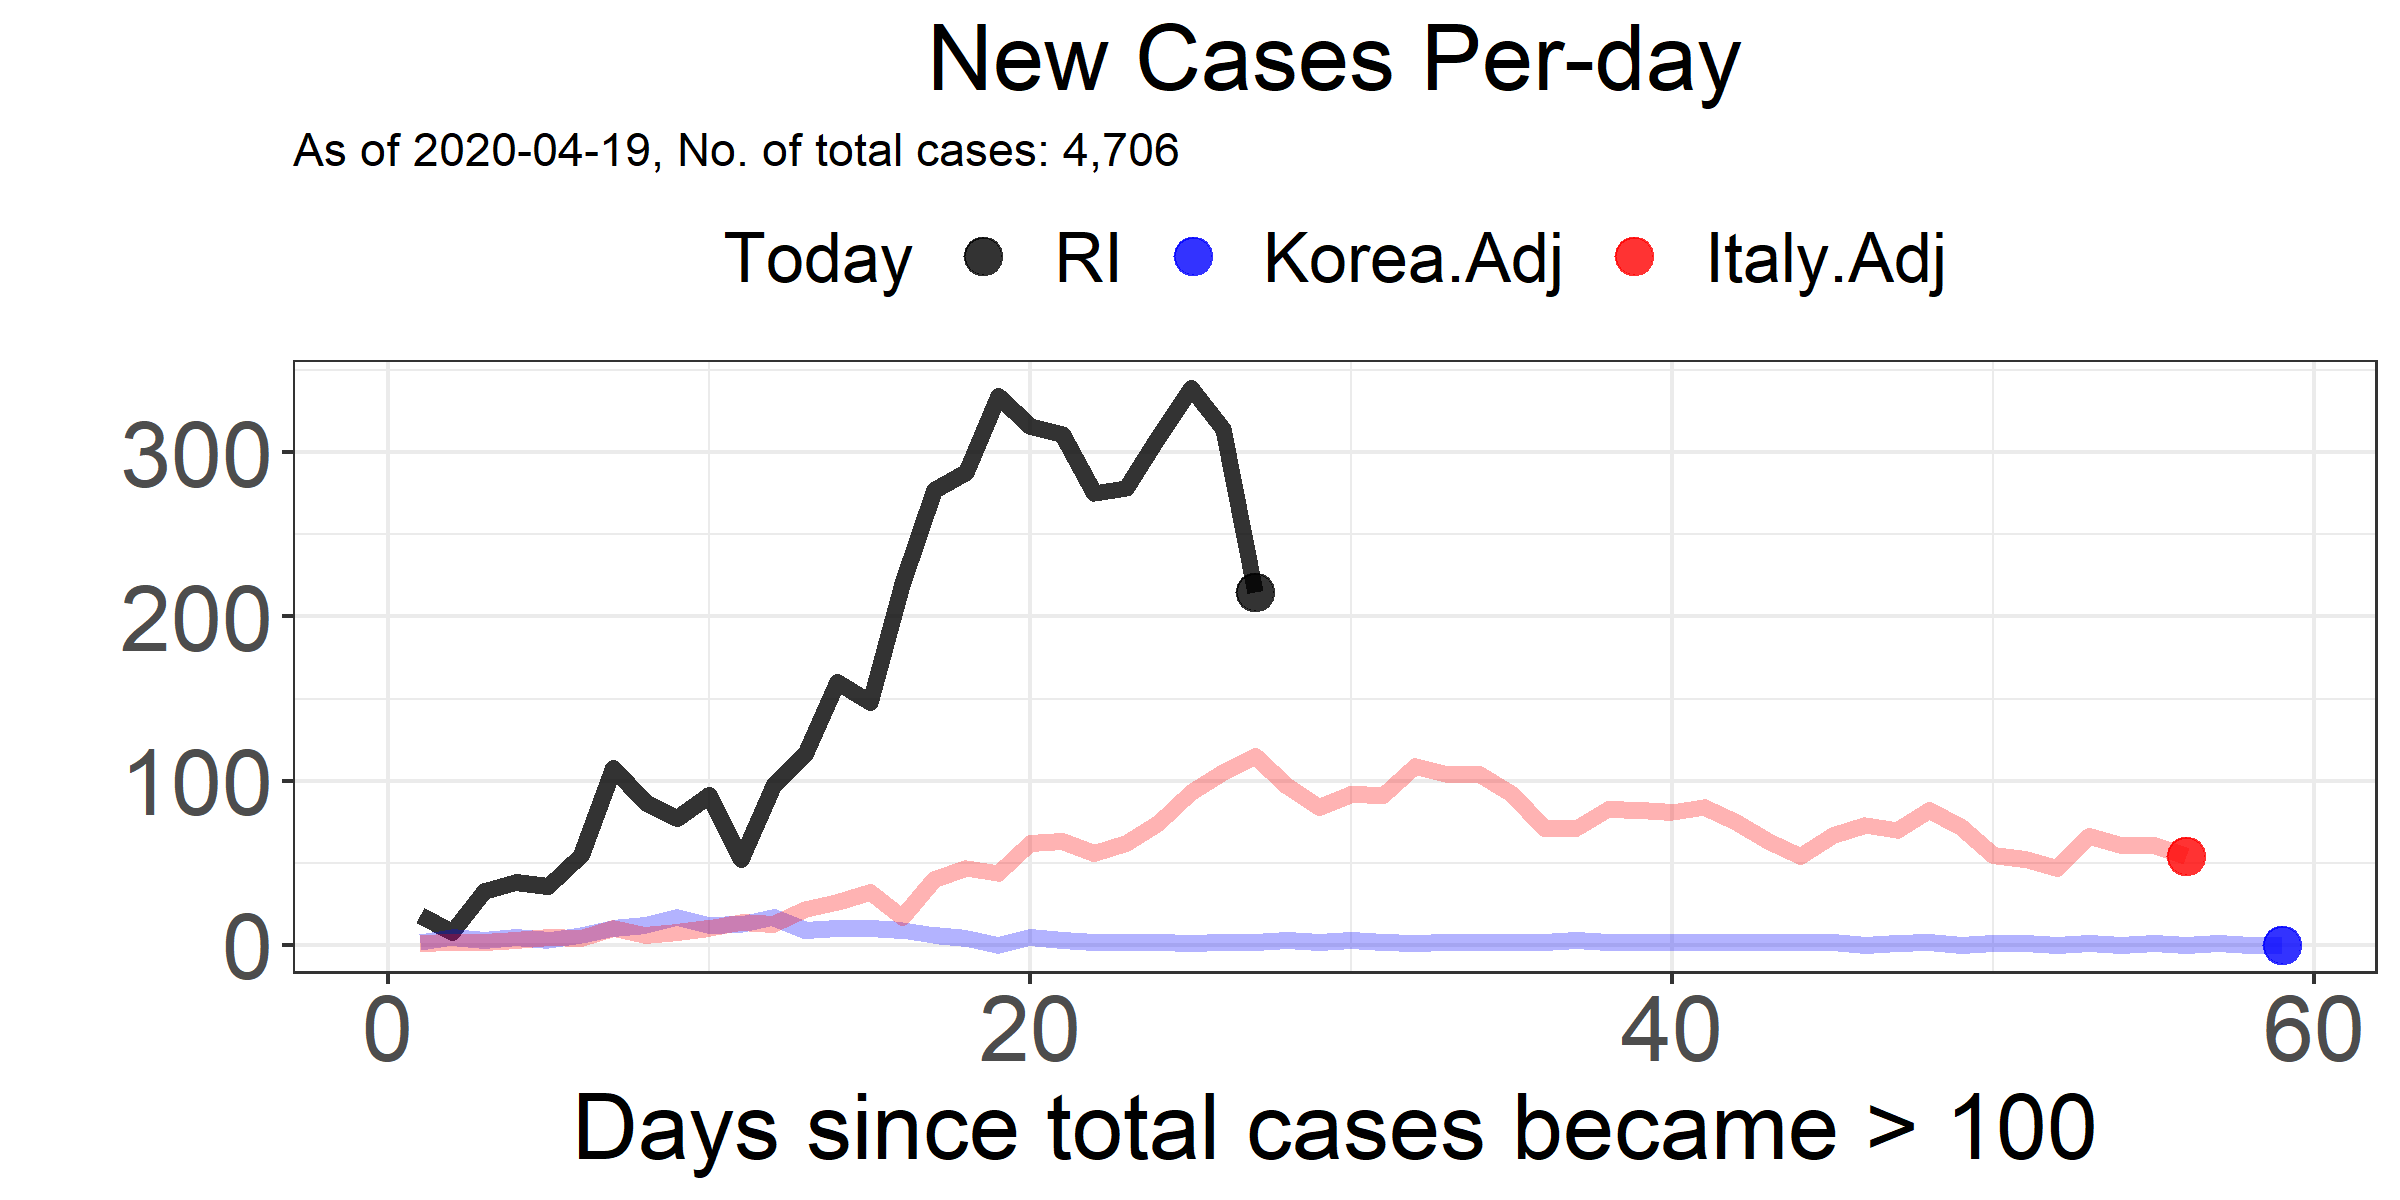 New Cases Per-day
As of 2020-04-19, No. of total cases: 4,706
Today RI Korea.Adj Italy.Adj
300
200
100
0
0 20 40 60
Days since total cases became > 100